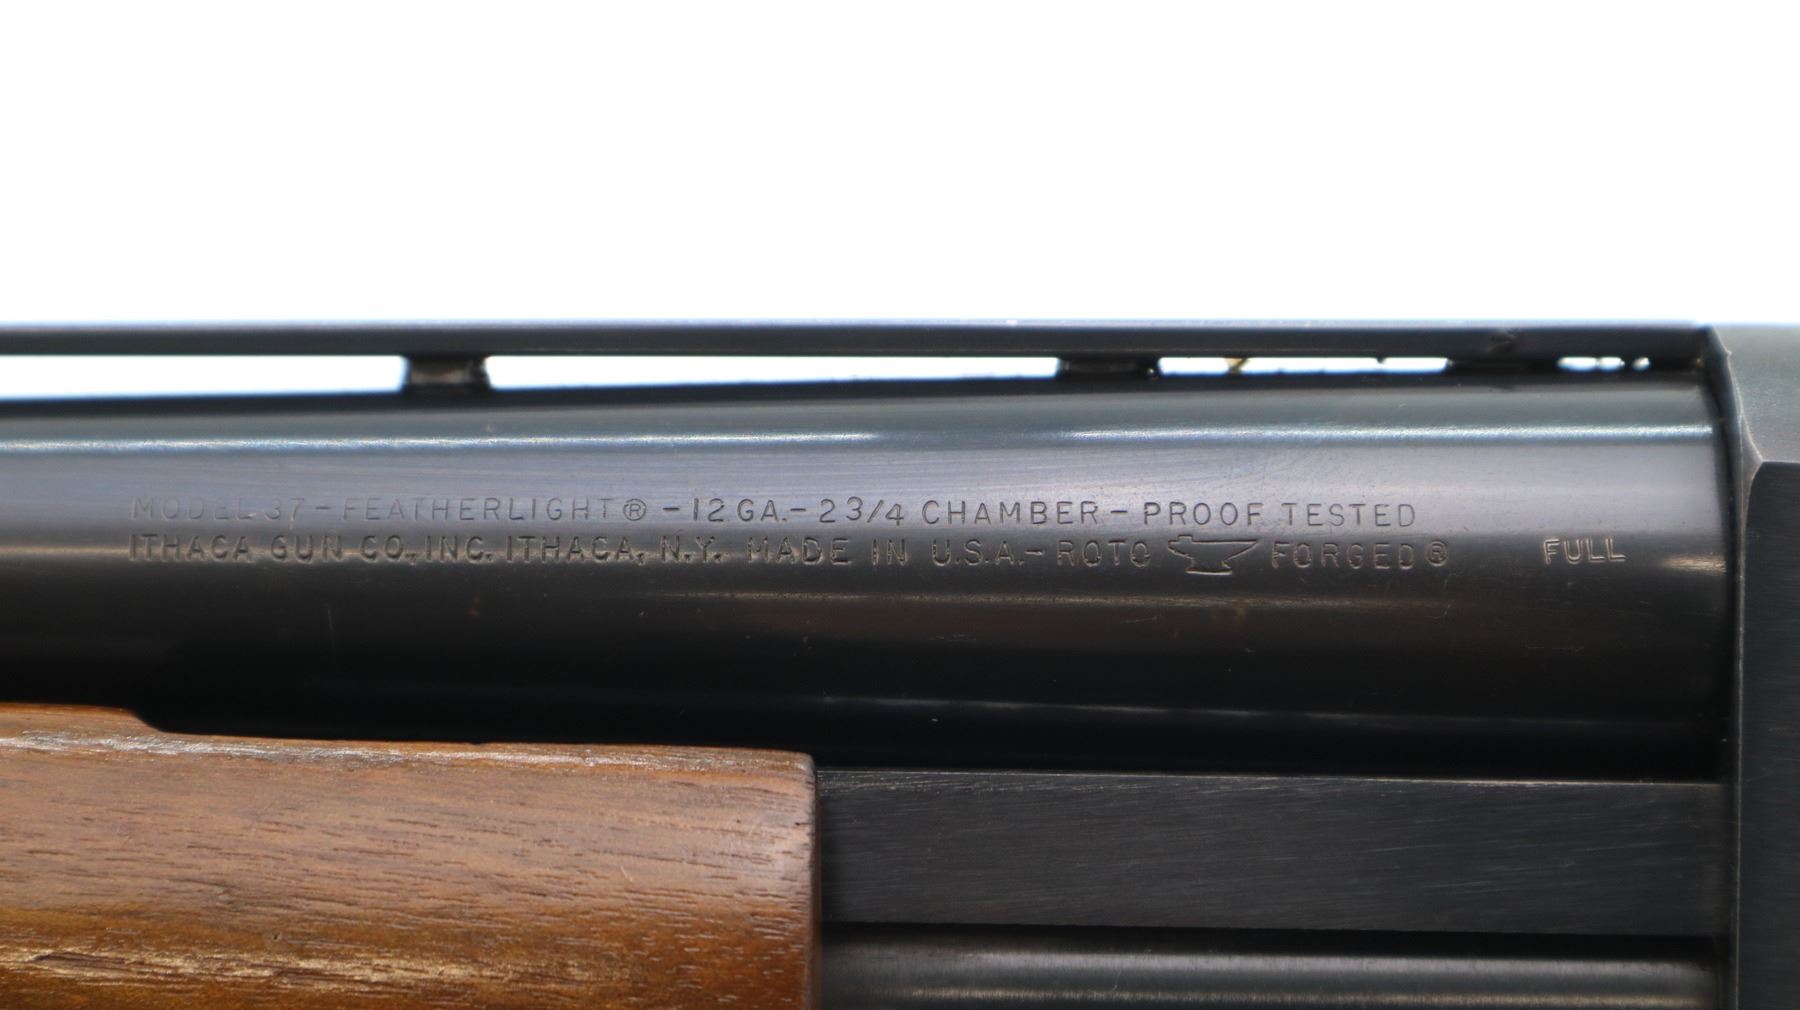 MODEL 37 - FEATHERLIGHT® - 12 GA. - 2 3/4 CHAMBER - PROOF TESTED
ITHACA GUN CO., INC. ITHACA, N.Y. MADE IN U.S.A. - ROTO FORGED® FULL